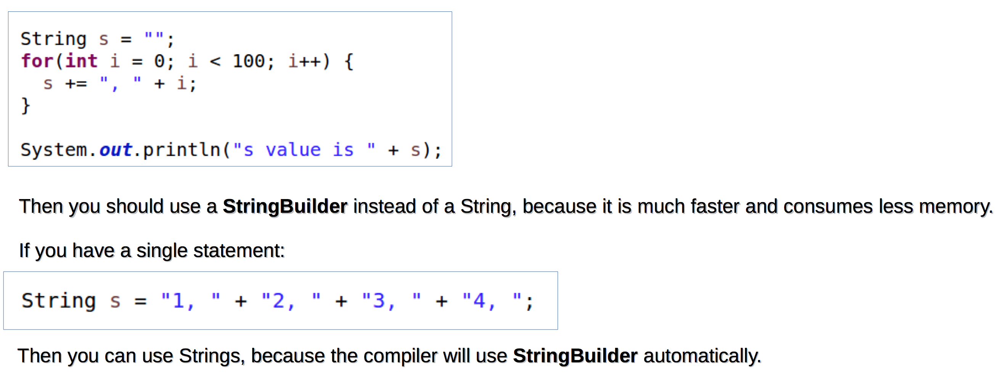 String s = "";
for(int i = 0; i < 100; i++) {
  s += ", " + i;
}
System.out.println("s value is " + s);
Then you should use a StringBuilder instead of a String, because it is much faster and consumes less memory.
If you have a single statement:
String s = "1, " + "2, " + "3, " + "4, ";
Then you can use Strings, because the compiler will use StringBuilder automatically.